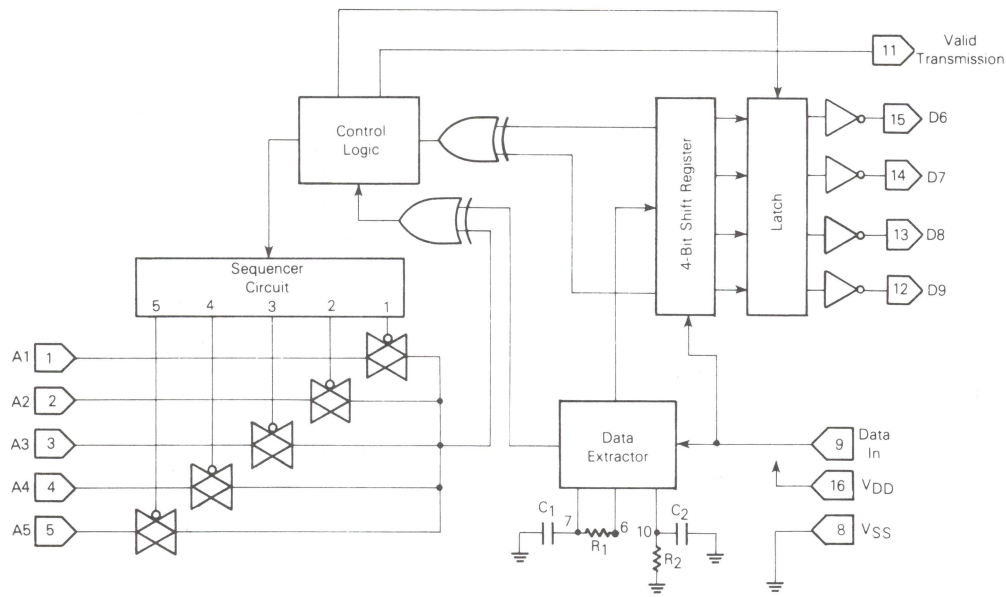 11 Valid
Transmission
Control
Logic
4-Bit Shift Register
Latch
15 D6
14 D7
13 D8
12 D9
Sequencer
Circuit
5 4 3 2 1
A1 1
A2 2
A3 3
A4 4
A5 5
Data
Extractor
9 Data
In
16 VDD
8 VSS
C1
7
R1
6
10
C2
R2